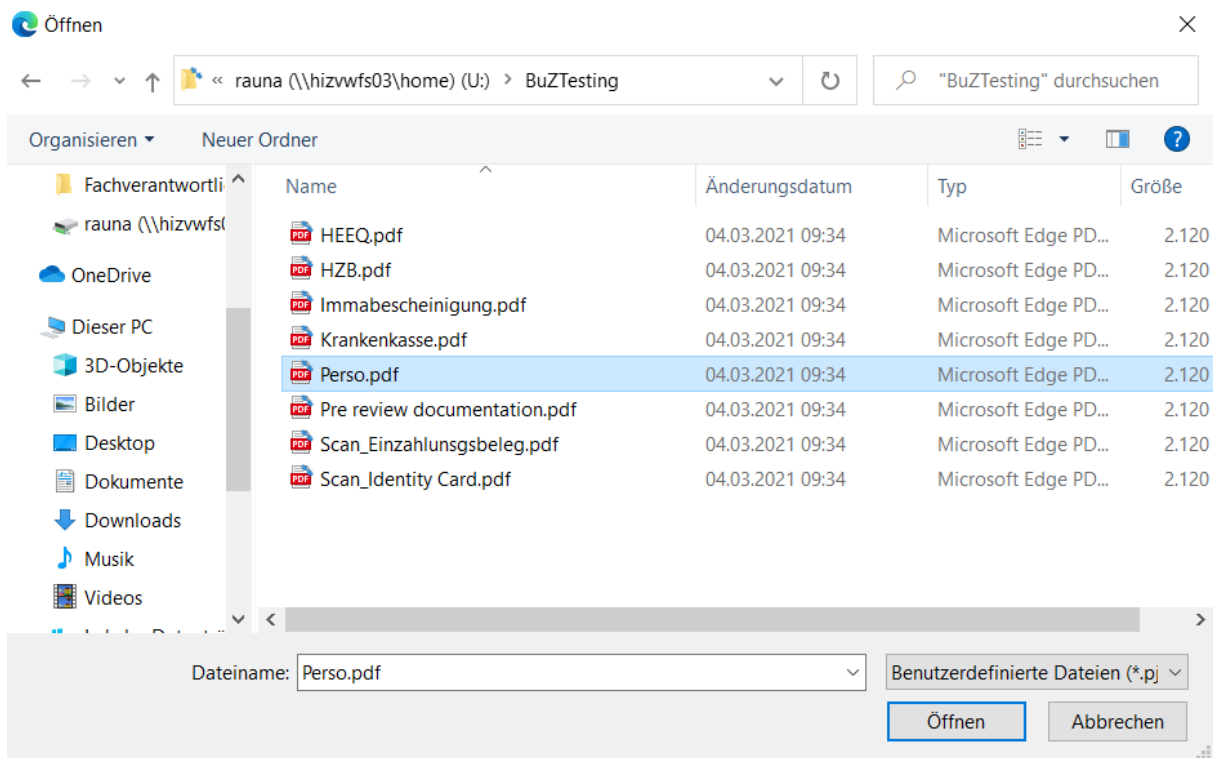 Öffnen
« rauna (\\hizvwfs03\home) (U:) > BuZTesting
"BuZTesting" durchsuchen
Organisieren
Neuer Ordner
?
Fachverantwortli
rauna (\\hizvwfs(
OneDrive
Dieser PC
3D-Objekte
Bilder
Desktop
Dokumente
Downloads
Musik
Videos
Name Änderungsdatum Typ Größe
HEEQ.pdf 04.03.2021 09:34 Microsoft Edge PD... 2.120
HZB.pdf 04.03.2021 09:34 Microsoft Edge PD... 2.120
Immabescheinigung.pdf 04.03.2021 09:34 Microsoft Edge PD... 2.120
Krankenkasse.pdf 04.03.2021 09:34 Microsoft Edge PD... 2.120
Perso.pdf 04.03.2021 09:34 Microsoft Edge PD... 2.120
Pre review documentation.pdf 04.03.2021 09:34 Microsoft Edge PD... 2.120
Scan_Einzahlunsgsbeleg.pdf 04.03.2021 09:34 Microsoft Edge PD... 2.120
Scan_Identity Card.pdf 04.03.2021 09:34 Microsoft Edge PD... 2.120
Dateiname: Perso.pdf
Benutzerdefinierte Dateien (*.pj
Öffnen
Abbrechen